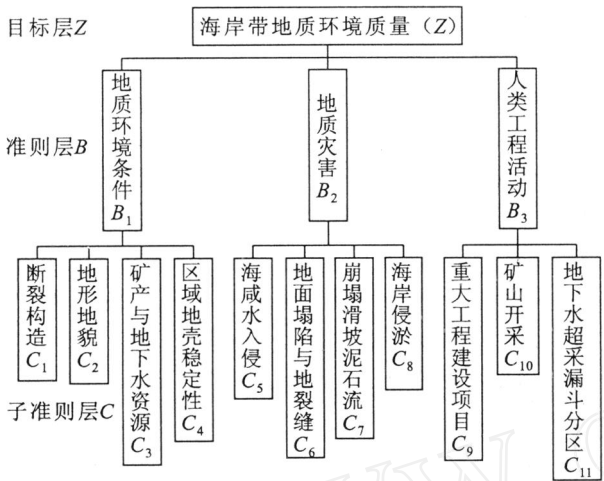 目标层Z
海岸带地质环境质量（Z）
准则层B
地质环境条件B₁
地质灾害B₂
人类工程活动B₃
子准则层C
断裂构造C₁
地形地貌C₂
矿产与地下水资源C₃
区域地壳稳定性C₄
海咸水入侵C₅
地面塌陷与地裂缝C₆
崩塌滑坡泥石流C₇
海岸侵淤C₈
重大工程建设项目C₉
矿山开采C₁₀
地下水超采漏斗分区C₁₁